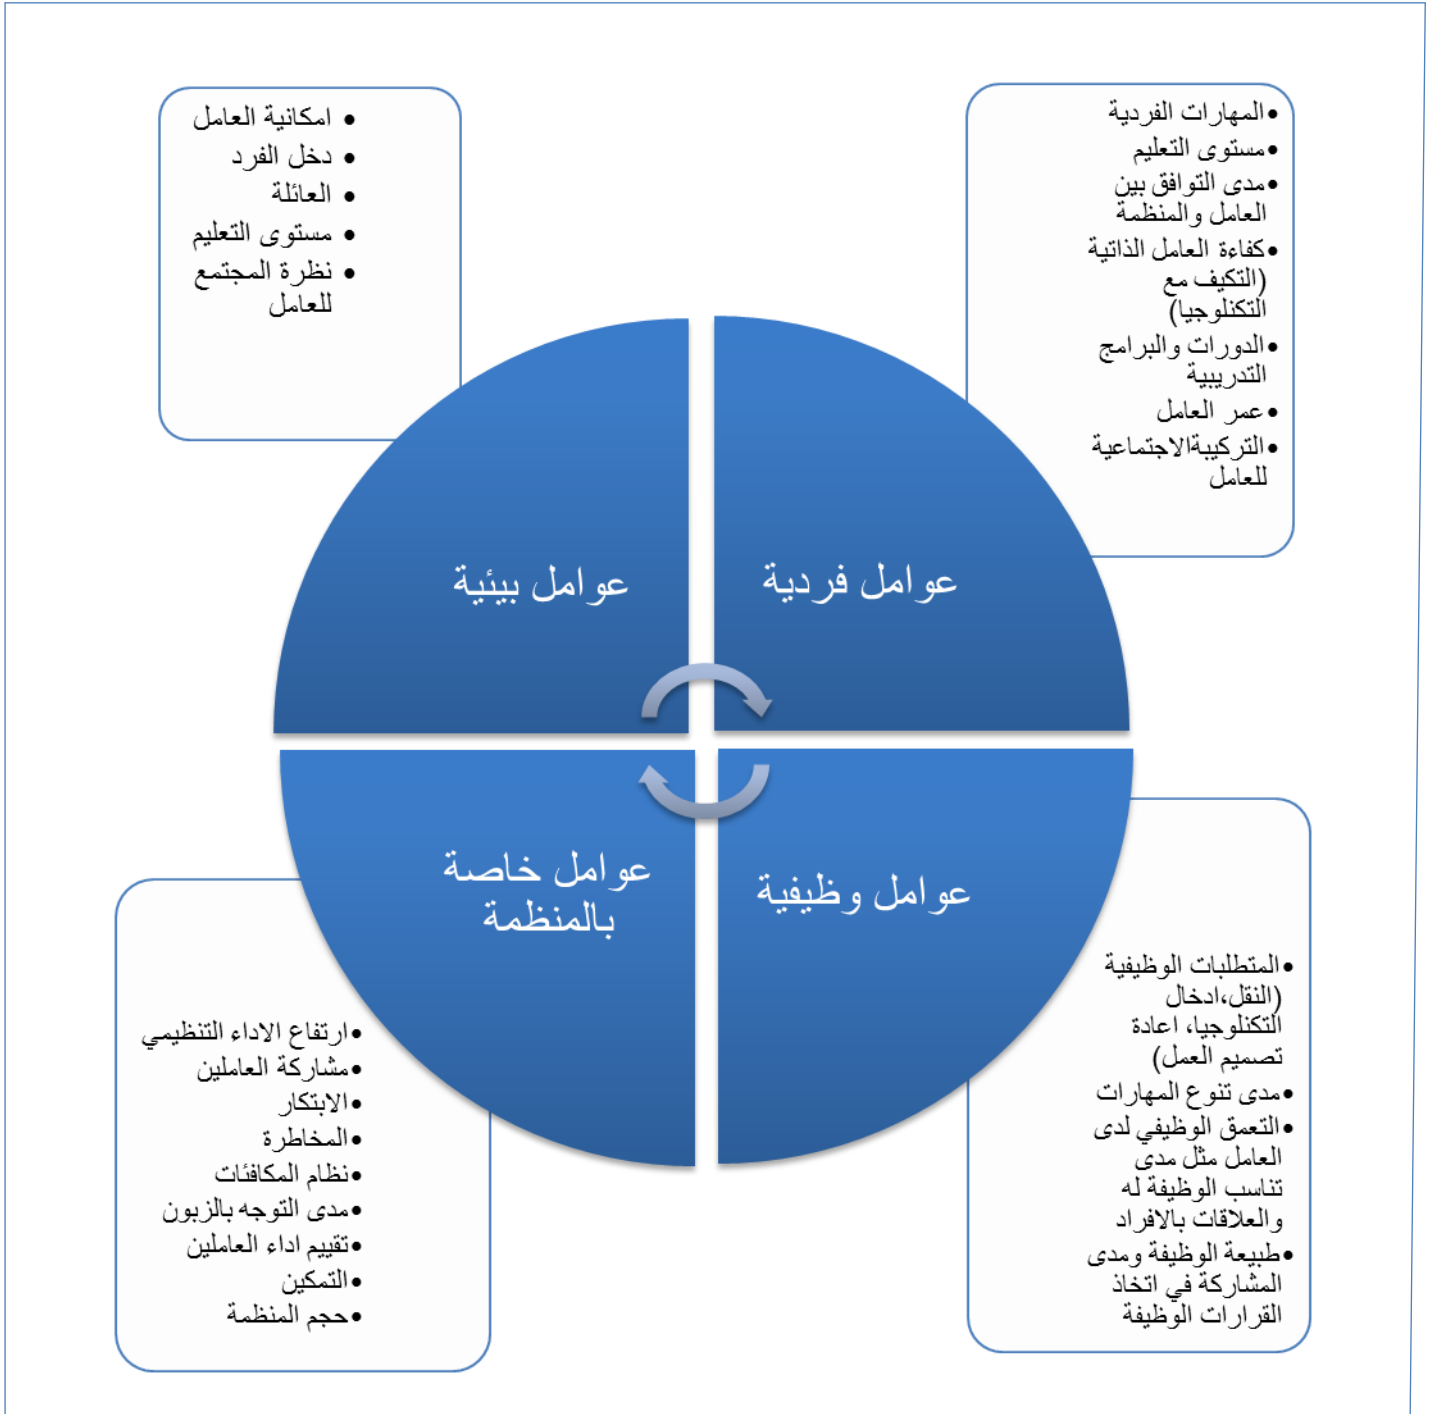 •المهارات الفردية
•مستوى التعليم
•مدى التوافق بين
العامل والمنظمة
•كفاءة العامل الذاتية
(التكيف مع
التكنلوجيا)
•الدورات والبرامج
التدريبية
•عمر العامل
•التركيبةالاجتماعية
للعامل
• امكانية العامل
• دخل الفرد
• العائلة
• مستوى التعليم
• نظرة المجتمع
للعامل
عوامل فردية
عوامل بيئية
عوامل وظيفية
عوامل خاصة
بالمنظمة
•المتطلبات الوظيفية
(النقل،ادخال
التكنلوجيا، اعادة
تصميم العمل)
•مدى تنوع المهارات
•التعمق الوظيفي لدى
العامل مثل مدى
تناسب الوظيفة له
والعلاقات بالافراد
•طبيعة الوظيفة ومدى
المشاركة في اتخاذ
القرارات الوظيفة
•ارتفاع الاداء التنظيمي
•مشاركة العاملين
•الابتكار
•المخاطرة
•نظام المكافئات
•مدى التوجه بالزبون
•تقييم اداء العاملين
•التمكين
•حجم المنظمة